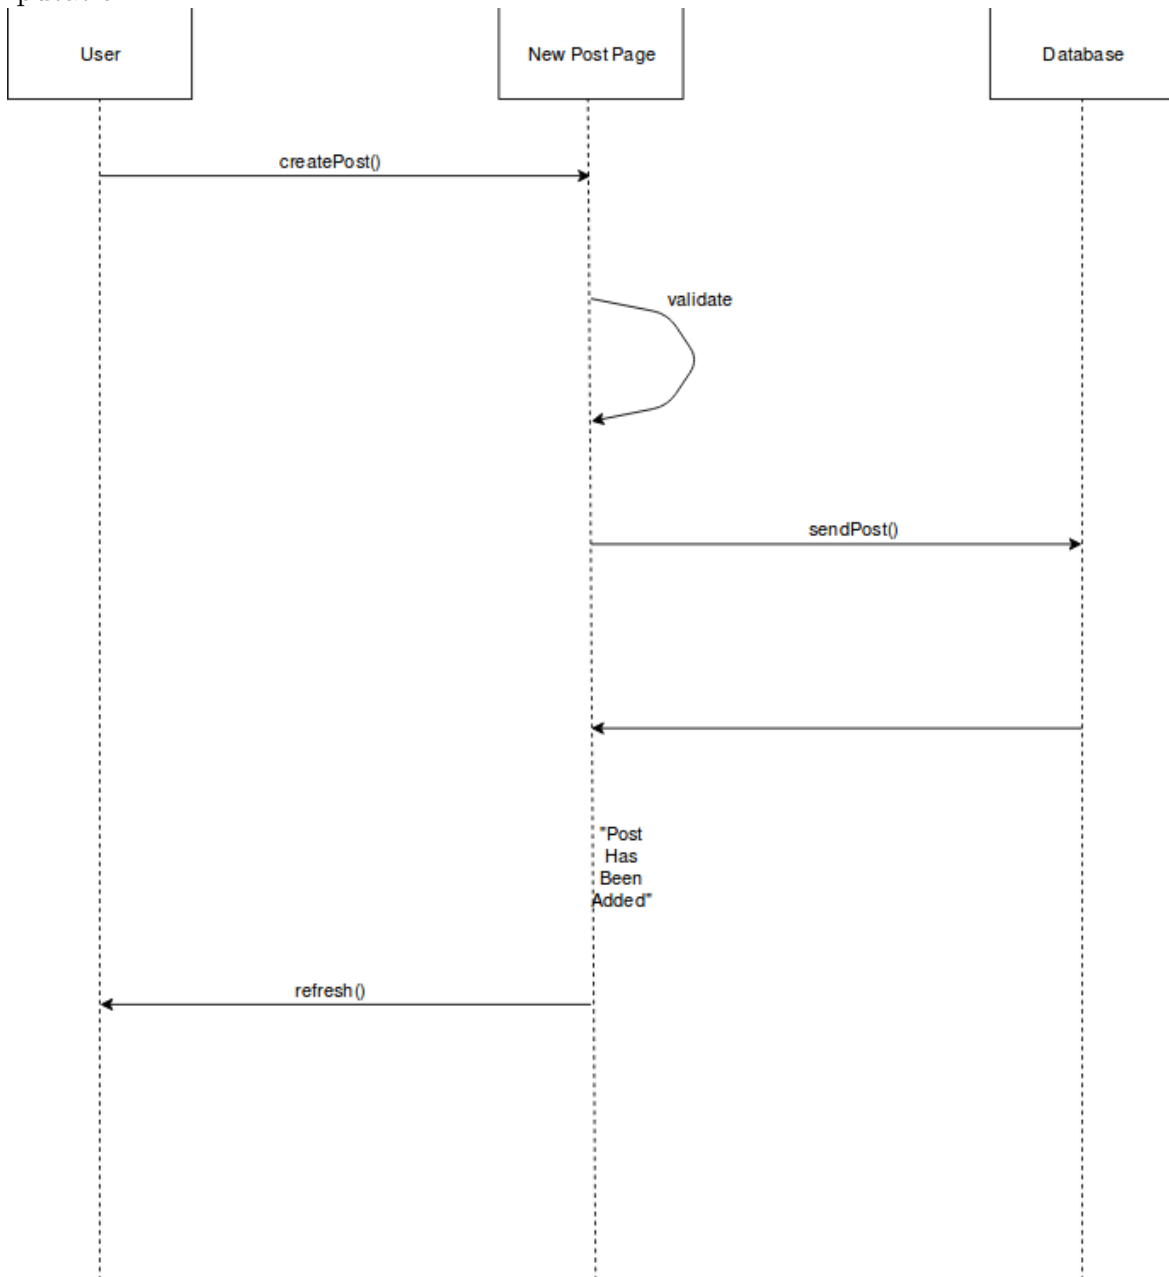 User
New Post Page
Database
createPost()
validate
sendPost()
"Post
Has
Been
Added"
refresh()